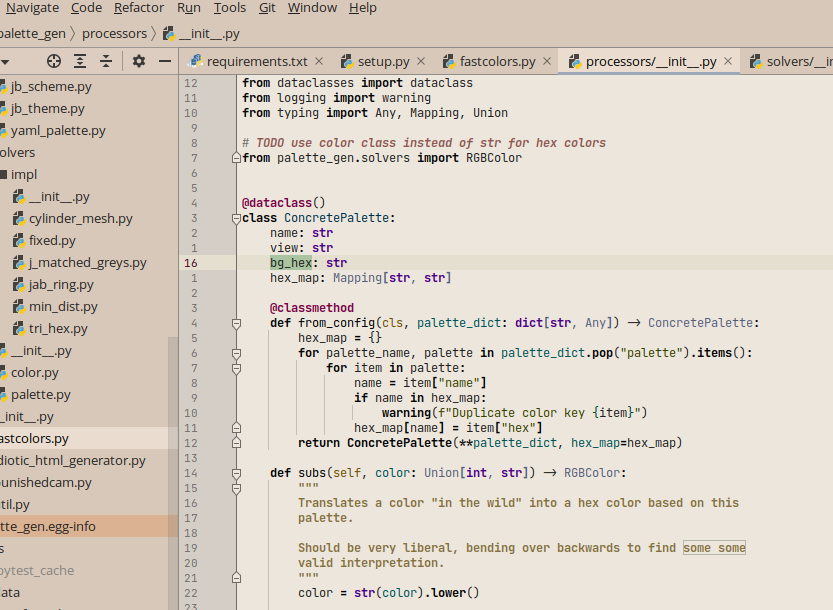 Navigate Code Refactor Run Tools Git Window Help
palette_gen processors __init__.py
requirements.txt setup.py fastcolors.py processors/__init__.py solvers/__in
jb_scheme.py
jb_theme.py
yaml_palette.py
olvers
impl
__init__.py
cylinder_mesh.py
fixed.py
j_matched_greys.py
jab_ring.py
min_dist.py
tri_hex.py
__init__.py
color.py
palette.py
_init__.py
astcolors.py
diotic_html_generator.py
punishedcam.py
til.py
tte_gen.egg-info
s
pytest_cache
ata
12 from dataclasses import dataclass
11 from logging import warning
10 from typing import Any, Mapping, Union
9
8 # TODO use color class instead of str for hex colors
7 from palette_gen.solvers import RGBColor
6
5
4 @dataclass()
3 class ConcretePalette:
2 name: str
1 view: str
16 bg_hex: str
1 hex_map: Mapping[str, str]
2
3 @classmethod
4 def from_config(cls, palette_dict: dict[str, Any]) → ConcretePalette:
5 hex_map = {}
6 for palette_name, palette in palette_dict.pop("palette").items():
7 for item in palette:
8 name = item["name"]
9 if name in hex_map:
10 warning(f"Duplicate color key {item}")
11 hex_map[name] = item["hex"]
12 return ConcretePalette(**palette_dict, hex_map=hex_map)
13
14 def subs(self, color: Union[int, str]) → RGBColor:
15 """
16 Translates a color "in the wild" into a hex color based on this
17 palette.
18
19 Should be very liberal, bending over backwards to find some some
20 valid interpretation.
21 """
22 color = str(color).lower()
23